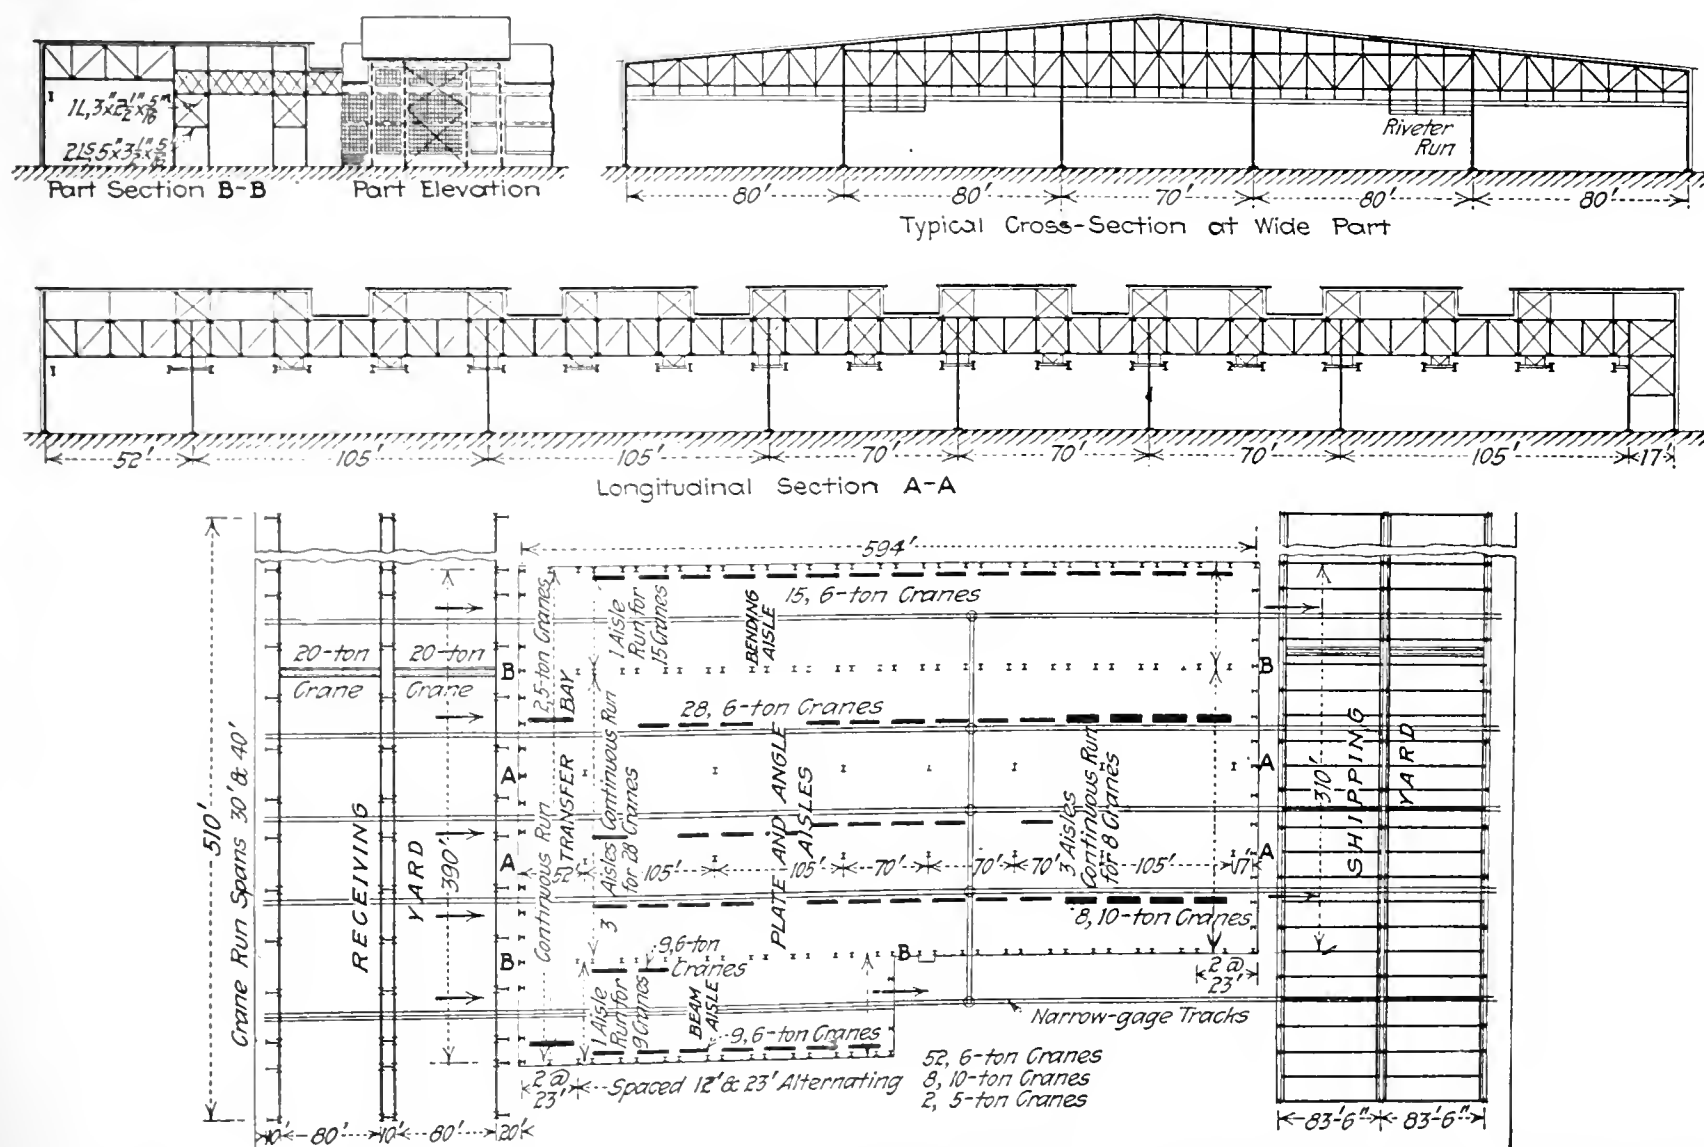 1L, 3"x2½"x5/16"
2Ls, 5"x3½"x5/16
Part Section B-B
Part Elevation
Riveter
Run
80'
80'
70'
80'
80'
Typical Cross-Section at Wide Part
52'
105'
105'
70'
70'
70'
105'
17'
Longitudinal Section A-A
594'
15, 6-ton Cranes
28, 6-ton Cranes
20-ton
Crane
20-ton
Crane
510'
Crane Run Spans 30' & 40'
RECEIVING
YARD
390'
2, 5-ton Cranes
Continuous Run
TRANSFER
BAY
1 Aisle
Run for
15 Cranes
BENDING
AISLE
3 Aisles Continuous Run
for 28 Cranes
PLATE AND ANGLE
AISLES
3 Aisles
Continuous Run
for 8 Cranes
B
B
A
A
A
A
B
B
52'
105'
105'
70'
70'
70'
105'
17'
8, 10-ton Cranes
310'
SHIPPING
YARD
9, 6-ton
Cranes
1 Aisle
Run for
9 Cranes
BEAM
AISLE
9, 6-ton Cranes
2 @
23'
Narrow-gage Tracks
2 @
23'
Spaced 12' & 23' Alternating
52, 6-ton Cranes
8, 10-ton Cranes
2, 5-ton Cranes
10'
80'
10'
80'
20'
83'-6"
83'-6"